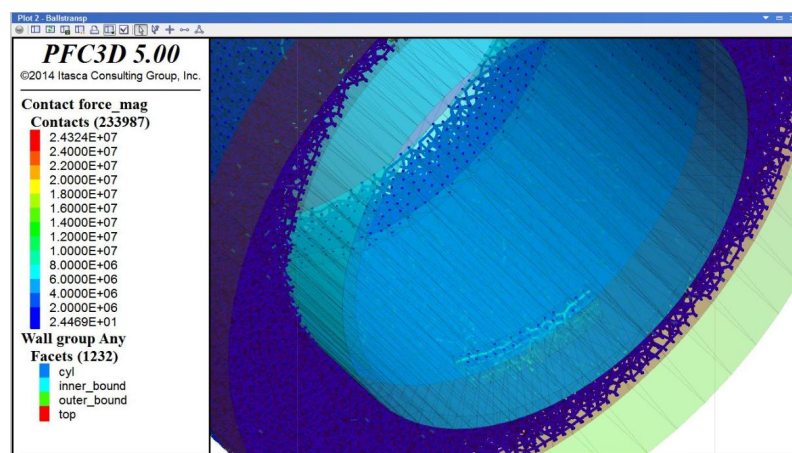 Plot 2 - Ballstransp
PFC3D 5.00
©2014 Itasca Consulting Group, Inc.
Contact force_mag
Contacts (233987)
2.4324E+07
2.4000E+07
2.2000E+07
2.0000E+07
1.8000E+07
1.6000E+07
1.4000E+07
1.2000E+07
1.0000E+07
8.0000E+06
6.0000E+06
4.0000E+06
2.0000E+06
2.4469E+01
Wall group Any
Facets (1232)
cyl
inner_bound
outer_bound
top